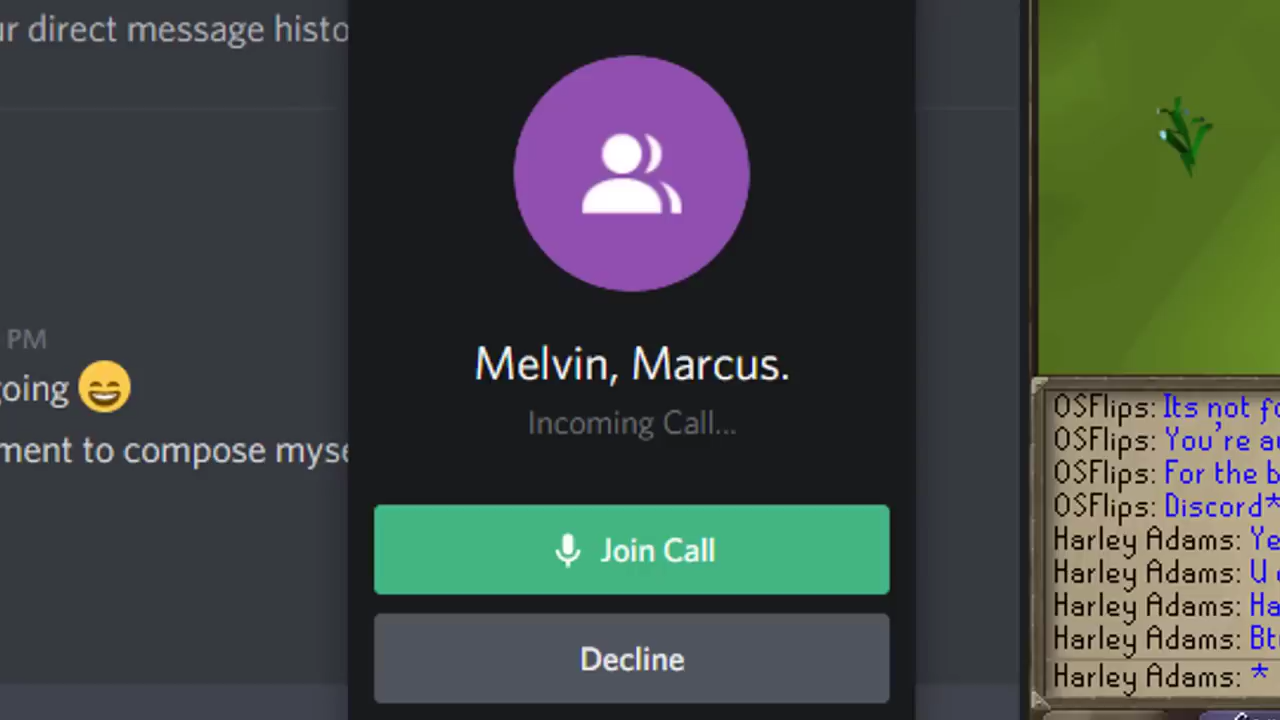 ur direct message histo
PM
going 😄
ment to compose myse
Melvin, Marcus.
Incoming Call...
Join Call
Decline
OSFlips: Its not fo
OSFlips: You're au
OSFlips: For the b
OSFlips: Discord*
Harley Adams: Ye
Harley Adams: U
Harley Adams: Ha
Harley Adams: Bt
Harley Adams: *